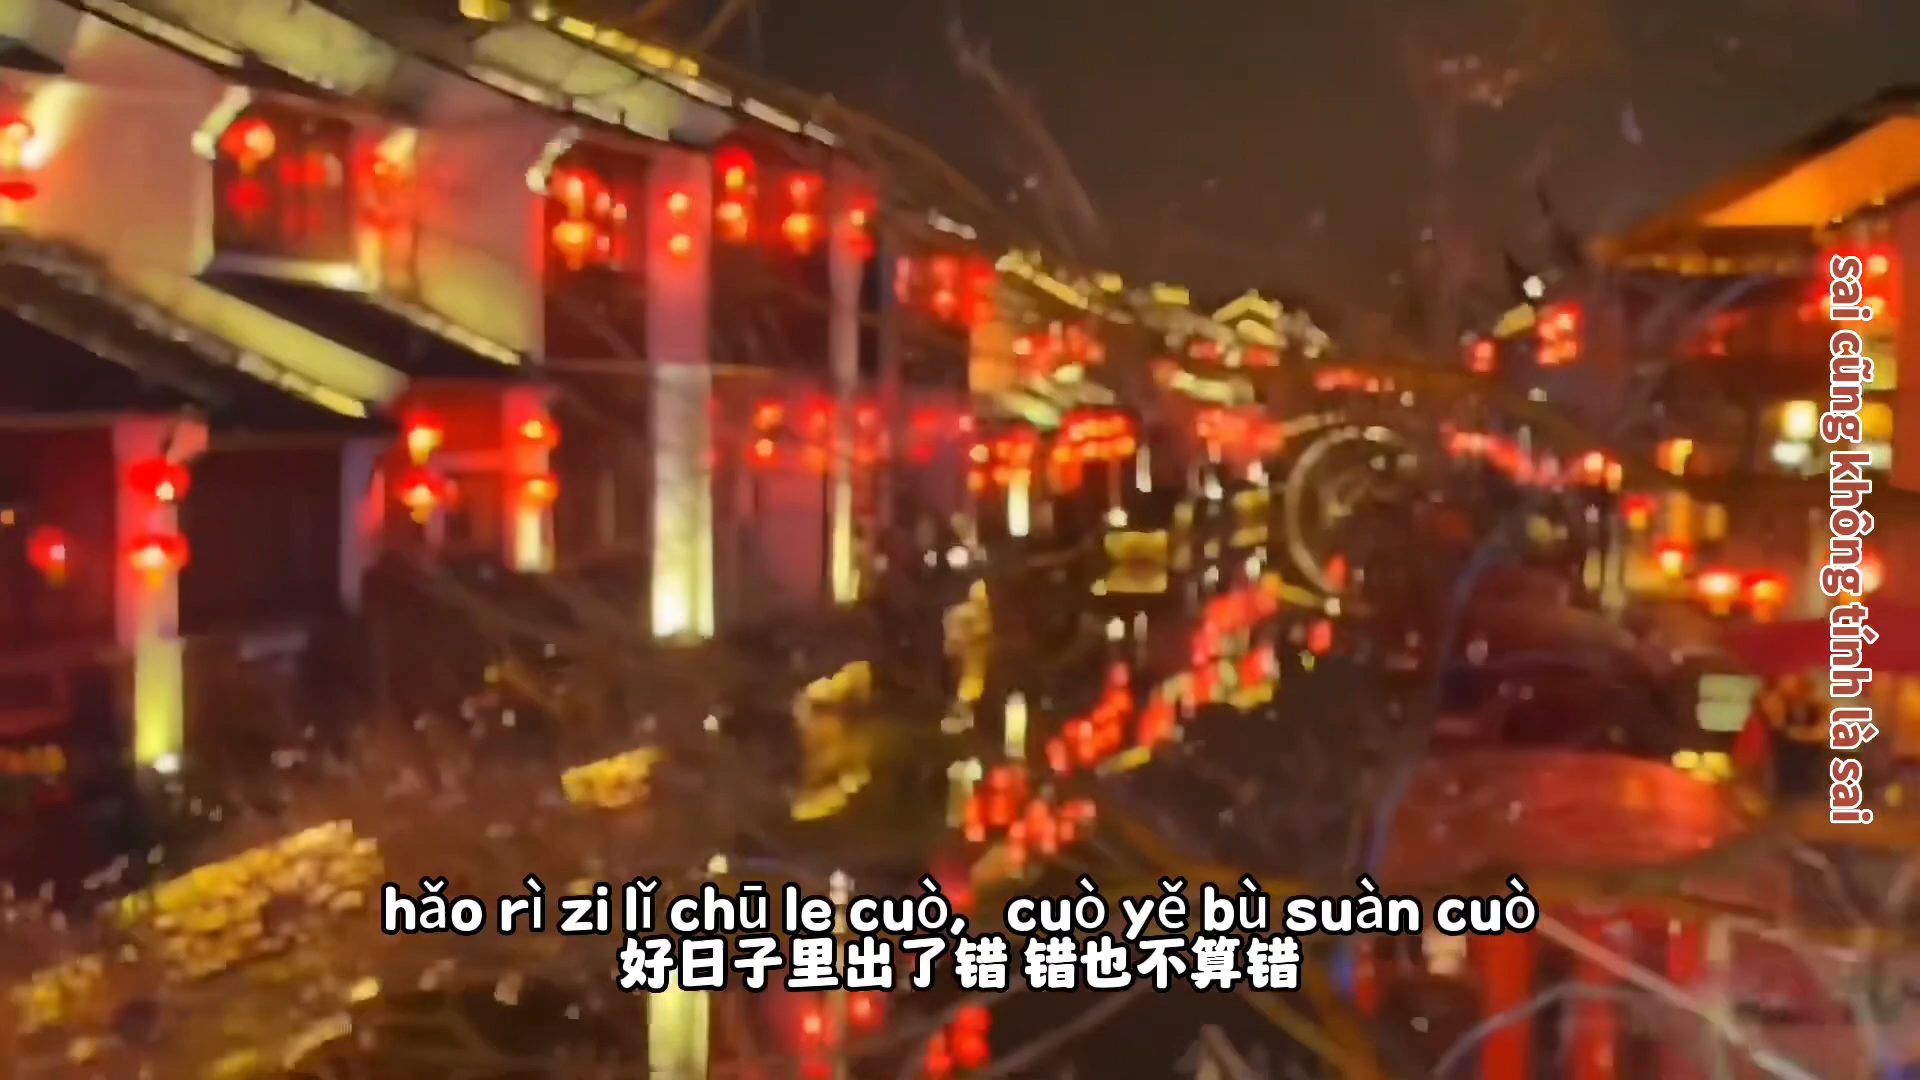 hǎo rì zi lǐ chū le cuò, cuò yě bù suàn cuò
好日子里出了错 错也不算错
sai cũng không tính là sai